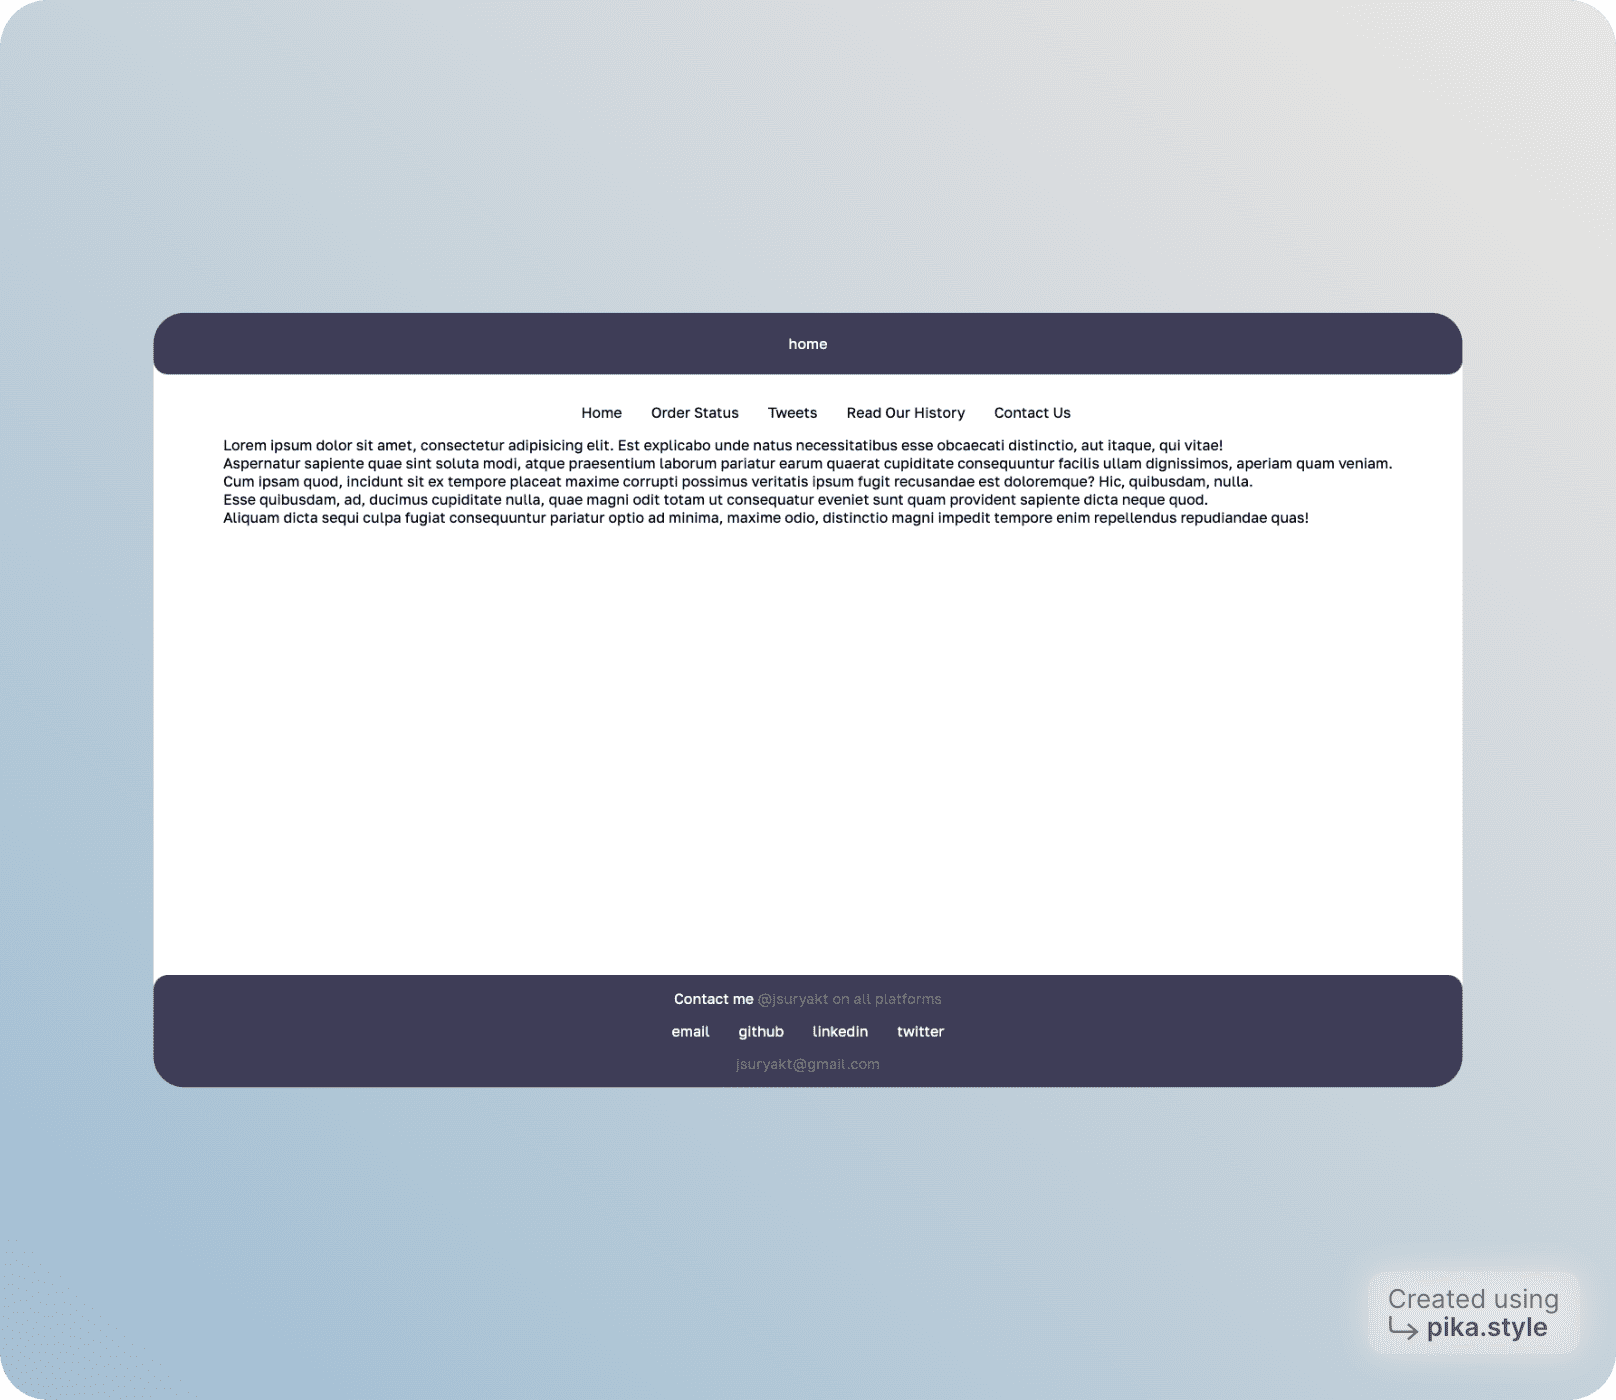 home
Home Order Status Tweets Read Our History Contact Us
Lorem ipsum dolor sit amet, consectetur adipisicing elit. Est explicabo unde natus necessitatibus esse obcaecati distinctio, aut itaque, qui vitae!
Aspernatur sapiente quae sint soluta modi, atque praesentium laborum pariatur earum quaerat cupiditate consequuntur facilis ullam dignissimos, aperiam quam veniam.
Cum ipsam quod, incidunt sit ex tempore placeat maxime corrupti possimus veritatis ipsum fugit recusandae est doloremque? Hic, quibusdam, nulla.
Esse quibusdam, ad, ducimus cupiditate nulla, quae magni odit totam ut consequatur eveniet sunt quam provident sapiente dicta neque quod.
Aliquam dicta sequi culpa fugiat consequuntur pariatur optio ad minima, maxime odio, distinctio magni impedit tempore enim repellendus repudiandae quas!
Contact me @jsuryakt on all platforms
email github linkedin twitter
jsuryakt@gmail.com
Created using
pika.style